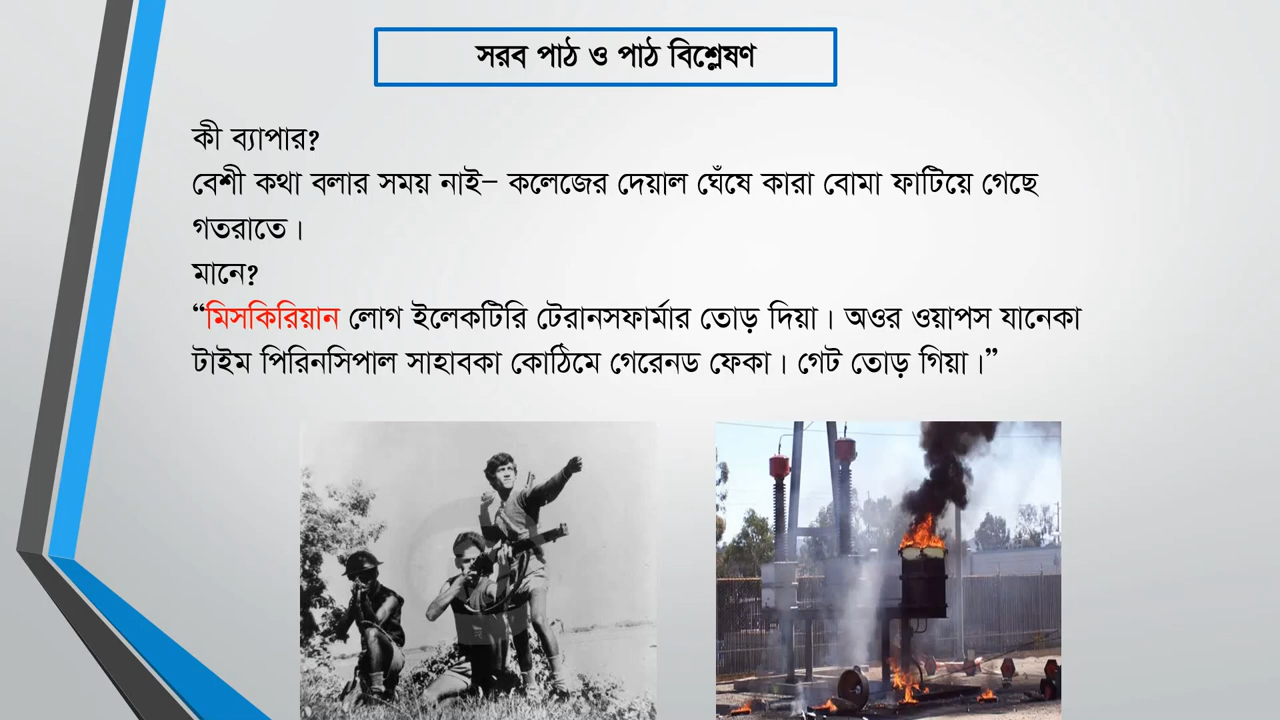 সরব পাঠ ও পাঠ বিশ্লেষণ
কী ব্যাপার?
বেশী কথা বলার সময় নাই– কলেজের দেয়াল ঘেঁষে কারা বোমা ফাটিয়ে গেছে
গতরাতে।
মানে?
“মিসকিরিয়ান লোগ ইলেকটিরি টেরানসফার্মার তোড় দিয়া। অওর ওয়াপস যানেকা
টাইম পিরিনসিপাল সাহাবকা কোঠিমে গেরেনড ফেকা। গেট তোড় গিয়া।”